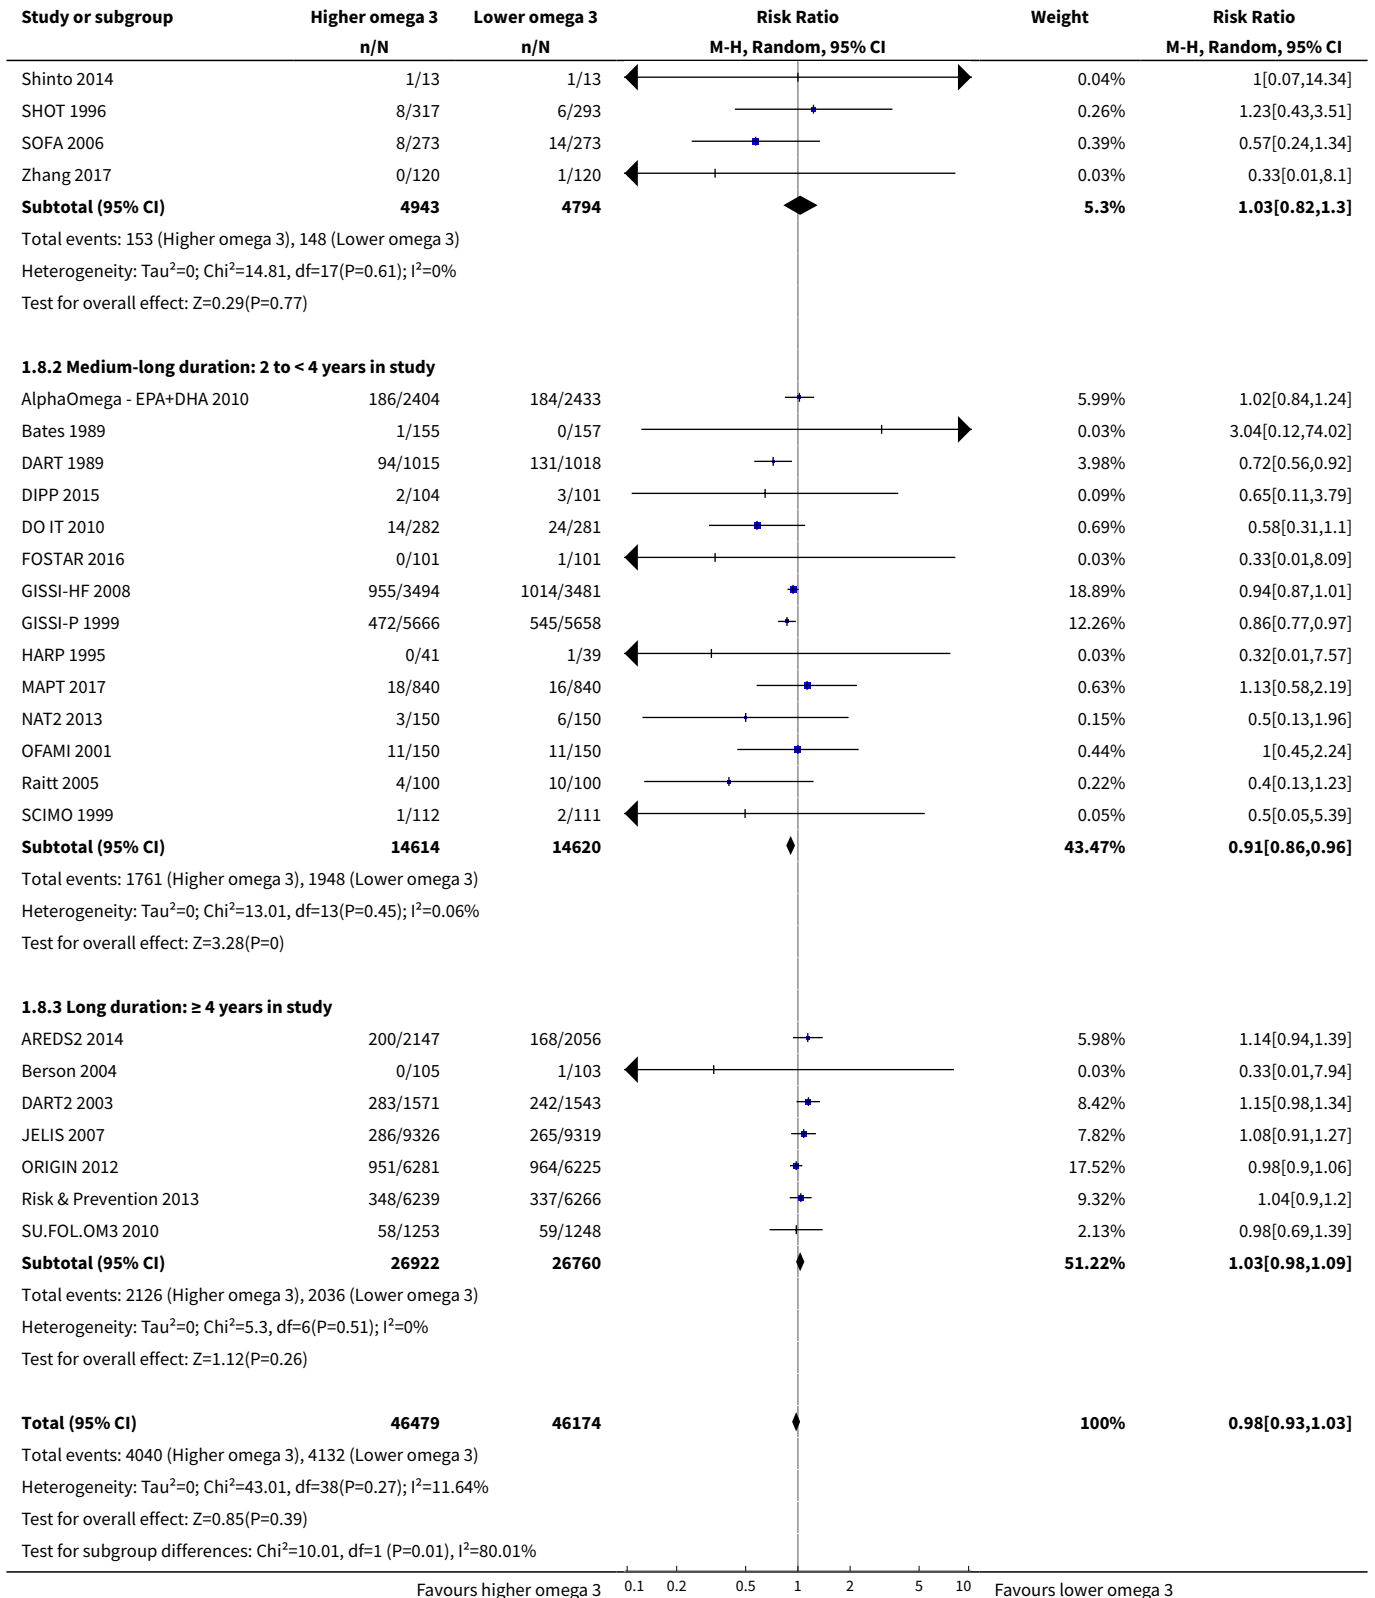 Study or subgroup Higher omega 3 Lower omega 3 Risk Ratio Weight Risk Ratio
n/N n/N M-H, Random, 95% CI M-H, Random, 95% CI
Shinto 2014 1/13 1/13 0.04% 1[0.07,14.34]
SHOT 1996 8/317 6/293 0.26% 1.23[0.43,3.51]
SOFA 2006 8/273 14/273 0.39% 0.57[0.24,1.34]
Zhang 2017 0/120 1/120 0.03% 0.33[0.01,8.1]
Subtotal (95% CI) 4943 4794 5.3% 1.03[0.82,1.3]
Total events: 153 (Higher omega 3), 148 (Lower omega 3)
Heterogeneity: Tau²=0; Chi²=14.81, df=17(P=0.61); I²=0%
Test for overall effect: Z=0.29(P=0.77)
1.8.2 Medium-long duration: 2 to < 4 years in study
AlphaOmega - EPA+DHA 2010 186/2404 184/2433 5.99% 1.02[0.84,1.24]
Bates 1989 1/155 0/157 0.03% 3.04[0.12,74.02]
DART 1989 94/1015 131/1018 3.98% 0.72[0.56,0.92]
DIPP 2015 2/104 3/101 0.09% 0.65[0.11,3.79]
DO IT 2010 14/282 24/281 0.69% 0.58[0.31,1.1]
FOSTAR 2016 0/101 1/101 0.03% 0.33[0.01,8.09]
GISSI-HF 2008 955/3494 1014/3481 18.89% 0.94[0.87,1.01]
GISSI-P 1999 472/5666 545/5658 12.26% 0.86[0.77,0.97]
HARP 1995 0/41 1/39 0.03% 0.32[0.01,7.57]
MAPT 2017 18/840 16/840 0.63% 1.13[0.58,2.19]
NAT2 2013 3/150 6/150 0.15% 0.5[0.13,1.96]
OFAMI 2001 11/150 11/150 0.44% 1[0.45,2.24]
Raitt 2005 4/100 10/100 0.22% 0.4[0.13,1.23]
SCIMO 1999 1/112 2/111 0.05% 0.5[0.05,5.39]
Subtotal (95% CI) 14614 14620 43.47% 0.91[0.86,0.96]
Total events: 1761 (Higher omega 3), 1948 (Lower omega 3)
Heterogeneity: Tau²=0; Chi²=13.01, df=13(P=0.45); I²=0.06%
Test for overall effect: Z=3.28(P=0)
1.8.3 Long duration: ≥ 4 years in study
AREDS2 2014 200/2147 168/2056 5.98% 1.14[0.94,1.39]
Berson 2004 0/105 1/103 0.03% 0.33[0.01,7.94]
DART2 2003 283/1571 242/1543 8.42% 1.15[0.98,1.34]
JELIS 2007 286/9326 265/9319 7.82% 1.08[0.91,1.27]
ORIGIN 2012 951/6281 964/6225 17.52% 0.98[0.9,1.06]
Risk & Prevention 2013 348/6239 337/6266 9.32% 1.04[0.9,1.2]
SU.FOL.OM3 2010 58/1253 59/1248 2.13% 0.98[0.69,1.39]
Subtotal (95% CI) 26922 26760 51.22% 1.03[0.98,1.09]
Total events: 2126 (Higher omega 3), 2036 (Lower omega 3)
Heterogeneity: Tau²=0; Chi²=5.3, df=6(P=0.51); I²=0%
Test for overall effect: Z=1.12(P=0.26)
Total (95% CI) 46479 46174 100% 0.98[0.93,1.03]
Total events: 4040 (Higher omega 3), 4132 (Lower omega 3)
Heterogeneity: Tau²=0; Chi²=43.01, df=38(P=0.27); I²=11.64%
Test for overall effect: Z=0.85(P=0.39)
Test for subgroup differences: Chi²=10.01, df=1 (P=0.01), I²=80.01%
Favours higher omega 3 0.1 0.2 0.5 1 2 5 10 Favours lower omega 3